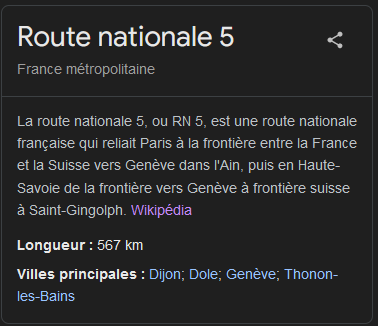 Route nationale 5
France métropolitaine
La route nationale 5, ou RN 5, est une route nationale
française qui reliait Paris à la frontière entre la France
et la Suisse vers Genève dans l'Ain, puis en Haute-
Savoie de la frontière vers Genève à frontière suisse
à Saint-Gingolph. Wikipédia
Longueur : 567 km
Villes principales : Dijon; Dole; Genève; Thonon-
les-Bains